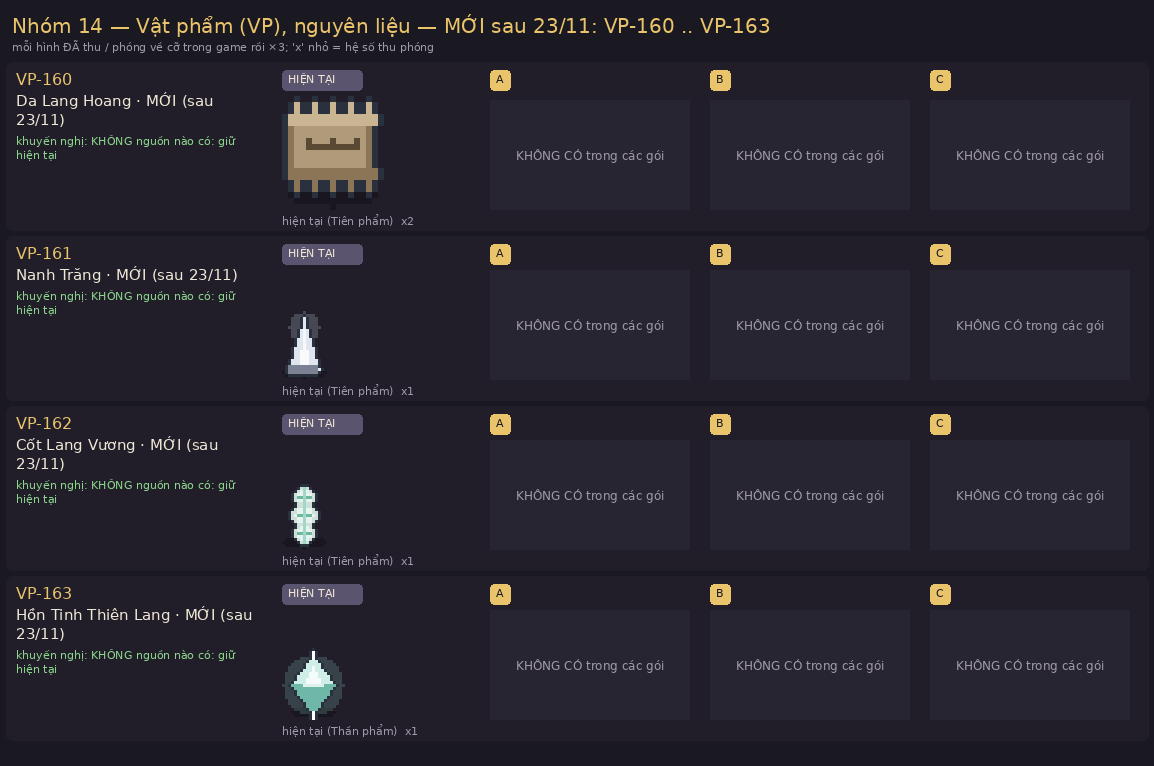 Nhóm 14 — Vật phẩm (VP), nguyên liệu — MỚI sau 23/11: VP-160 .. VP-163
mỗi hình ĐÃ thu / phóng về cỡ trong game rồi ×3; 'x' nhỏ = hệ số thu phóng
VP-160
Da Lang Hoang · MỚI (sau
23/11)
khuyến nghị: KHÔNG nguồn nào có: giữ
hiện tại
HIỆN TẠI
hiện tại (Tiên phẩm) x2
A
KHÔNG CÓ trong các gói
B
KHÔNG CÓ trong các gói
C
KHÔNG CÓ trong các gói
VP-161
Nanh Trăng · MỚI (sau 23/11)
khuyến nghị: KHÔNG nguồn nào có: giữ
hiện tại
HIỆN TẠI
hiện tại (Tiên phẩm) x1
A
KHÔNG CÓ trong các gói
B
KHÔNG CÓ trong các gói
C
KHÔNG CÓ trong các gói
VP-162
Cốt Lang Vương · MỚI (sau
23/11)
khuyến nghị: KHÔNG nguồn nào có: giữ
hiện tại
HIỆN TẠI
hiện tại (Tiên phẩm) x1
A
KHÔNG CÓ trong các gói
B
KHÔNG CÓ trong các gói
C
KHÔNG CÓ trong các gói
VP-163
Hồn Tinh Thiên Lang · MỚI (sau
23/11)
khuyến nghị: KHÔNG nguồn nào có: giữ
hiện tại
HIỆN TẠI
hiện tại (Thần phẩm) x1
A
KHÔNG CÓ trong các gói
B
KHÔNG CÓ trong các gói
C
KHÔNG CÓ trong các gói